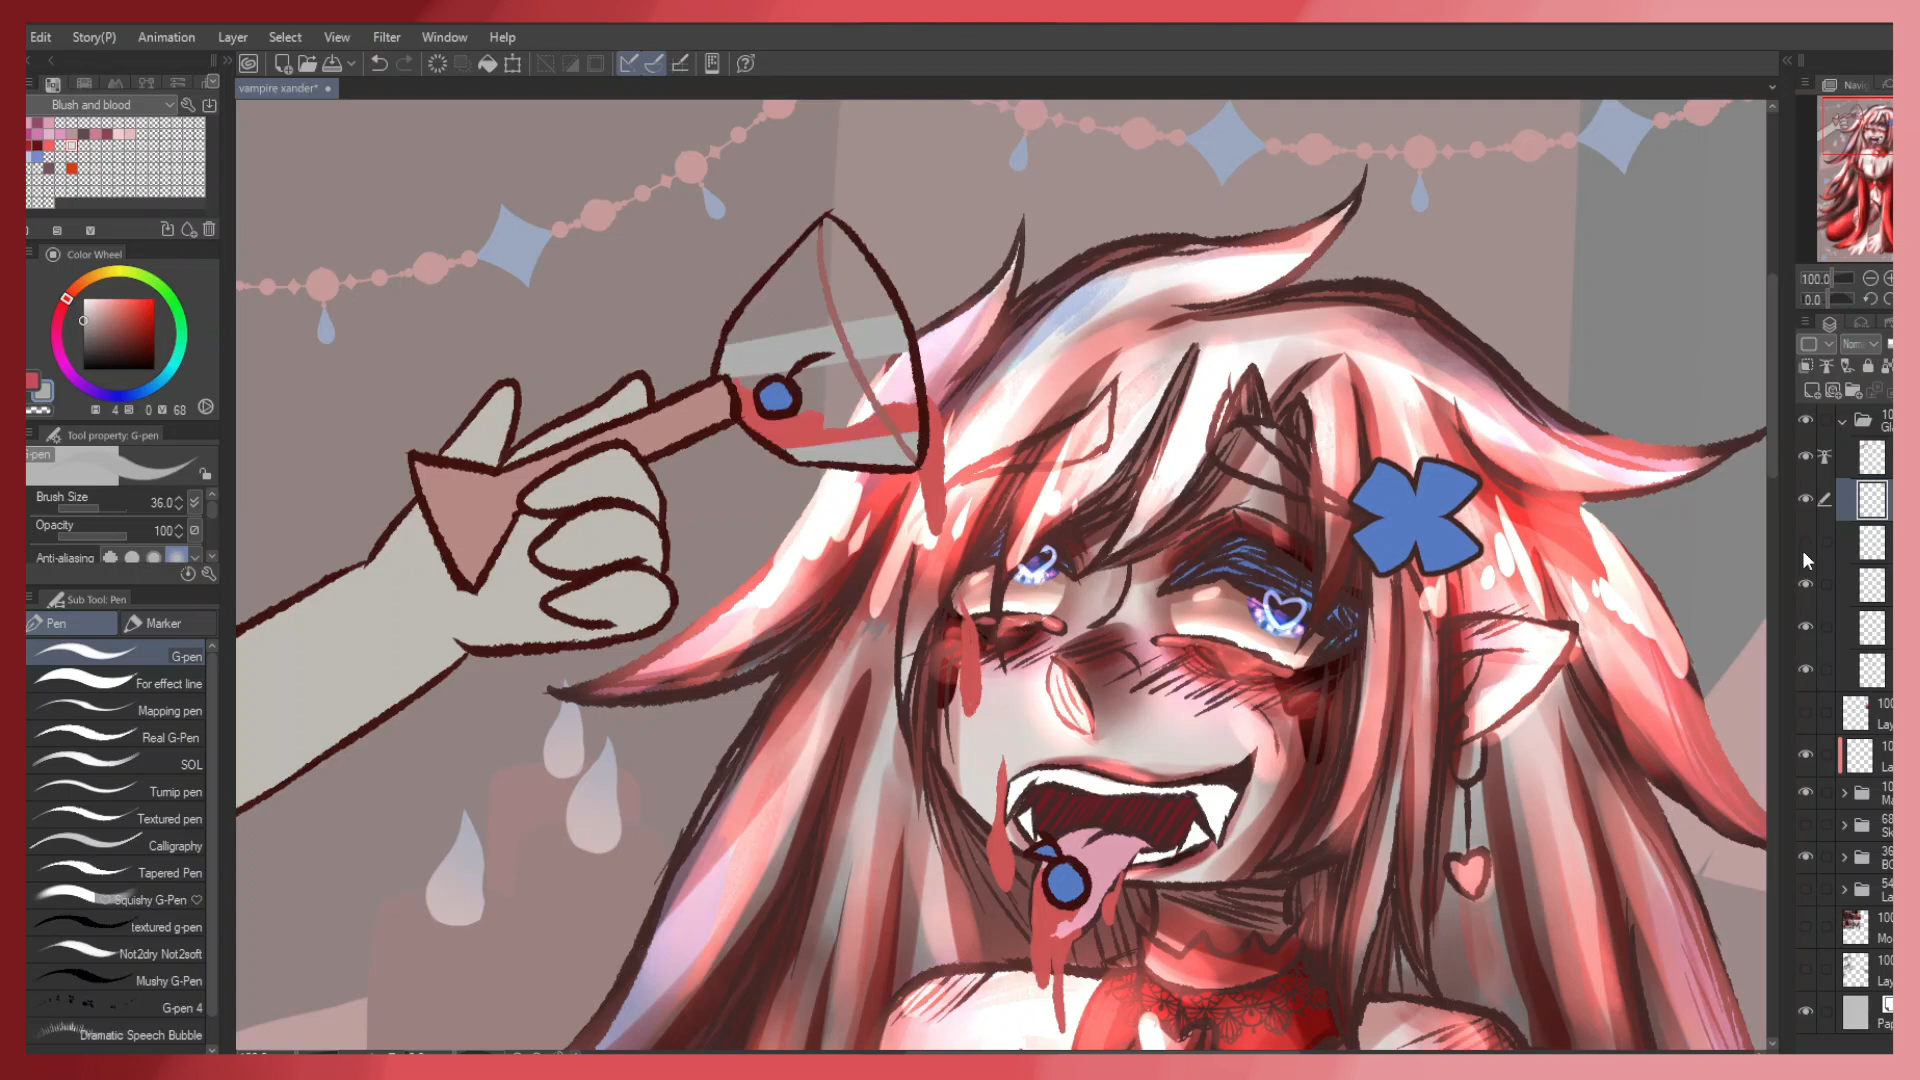 Edit Story(P) Animation Layer Select View Filter Window Help
vampire xander*
Blush and blood
Color Wheel
H 4 S 0 V 68
Tool property: G-pen
Brush Size 36.0
Opacity 100
Anti-aliasing
Sub Tool: Pen
Pen Marker
G-pen
For effect line
Mapping pen
Real G-Pen
SOL
Turnip pen
Textured pen
Calligraphy
Tapered Pen
Squishy G-Pen
textured g-pen
Not2dry Not2soft
Mushy G-Pen
G-pen 4
Dramatic Speech Bubble
100.0
0.0